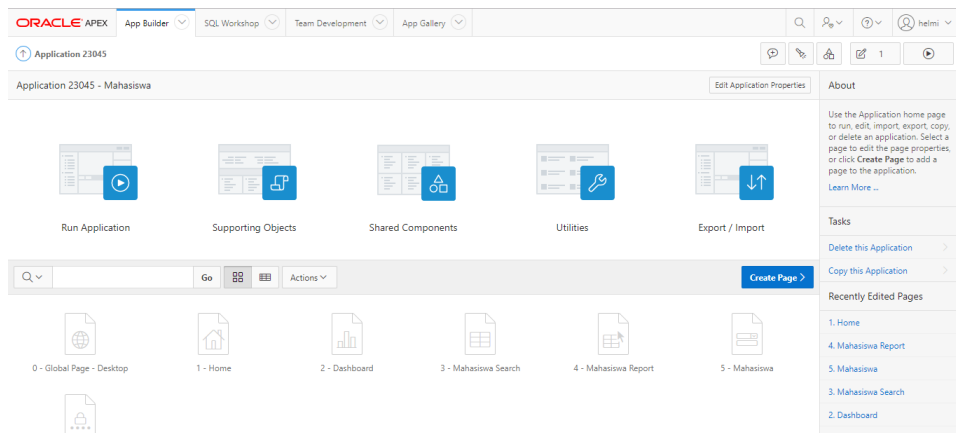 ORACLE APEX App Builder SQL Workshop Team Development App Gallery helmi
Application 23045 1
Application 23045 - Mahasiswa Edit Application Properties
Run Application Supporting Objects Shared Components Utilities Export / Import
Go Actions Create Page
0 - Global Page - Desktop 1 - Home 2 - Dashboard 3 - Mahasiswa Search 4 - Mahasiswa Report 5 - Mahasiswa
About
Use the Application home page
to run, edit, import, export, copy,
or delete an application. Select a
page to edit the page properties,
or click Create Page to add a
page to the application.
Learn More ...
Tasks
Delete this Application
Copy this Application
Recently Edited Pages
1. Home
4. Mahasiswa Report
5. Mahasiswa
3. Mahasiswa Search
2. Dashboard